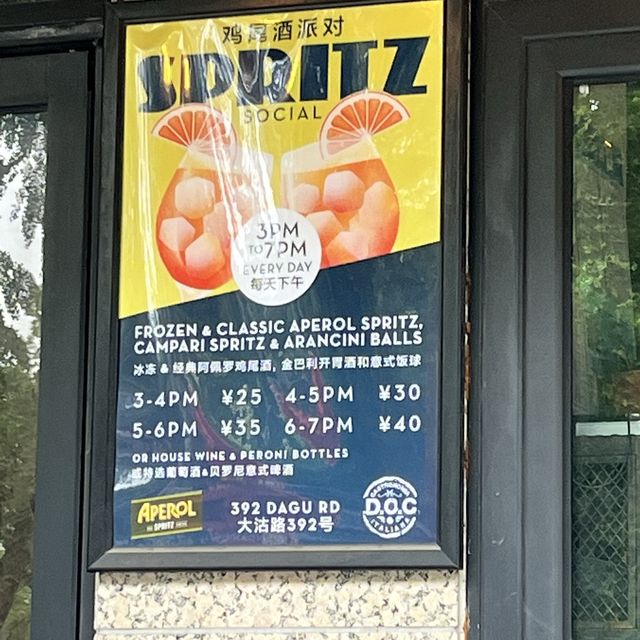 鸡尾酒派对
SPRITZ
SOCIAL
3PM
TO 7PM
EVERY DAY
每天下午
FROZEN & CLASSIC APEROL SPRITZ,
CAMPARI SPRITZ & ARANCINI BALLS
冰冻 & 经典阿佩罗鸡尾酒, 金巴利开胃酒和意式饭球
3-4PM ¥25 4-5PM ¥30
5-6PM ¥35 6-7PM ¥40
OR HOUSE WINE & PERONI BOTTLES
或特选葡萄酒&贝罗尼意式啤酒
APEROL
SPRITZ
392 DAGU RD
大沽路392号
GASTRONOMIA
D.O.C
ITALIANA